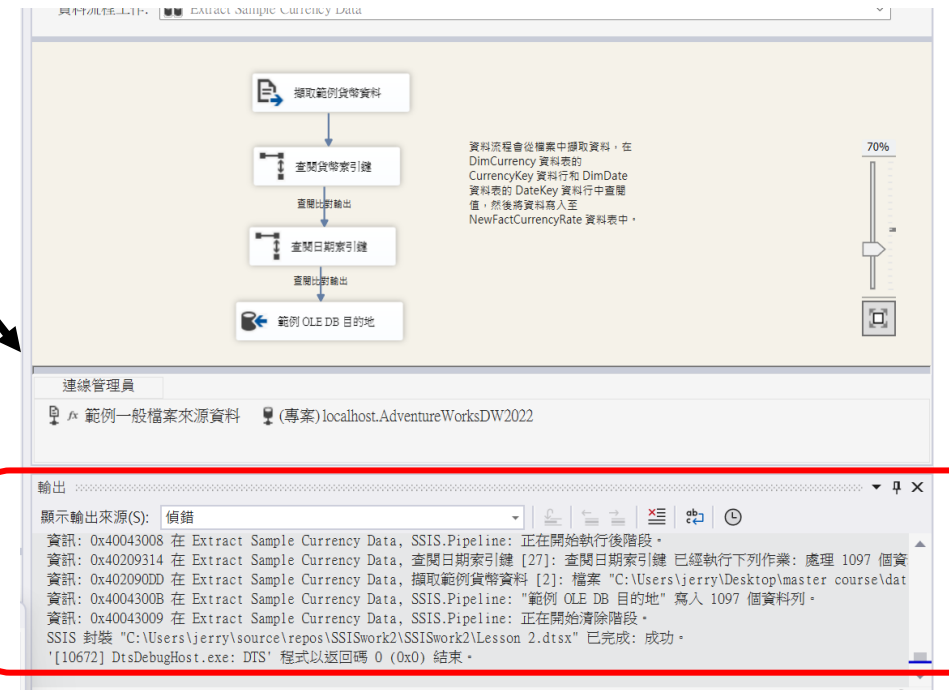 資料流程工作: Extract Sample Currency Data
擷取範例貨幣資料
查閱貨幣索引鍵
查閱比對輸出
查閱日期索引鍵
查閱比對輸出
範例 OLE DB 目的地
資料流程會從檔案中擷取資料，在
DimCurrency 資料表的
CurrencyKey 資料行和 DimDate
資料表的 DateKey 資料行中查閱
值，然後將資料寫入至
NewFactCurrencyRate 資料表中。
70%
連線管理員
fx 範例一般檔案來源資料 (專案) localhost.AdventureWorksDW2022
輸出
顯示輸出來源(S): 偵錯
資訊: 0x40043008 在 Extract Sample Currency Data, SSIS.Pipeline: 正在開始執行後階段。
資訊: 0x40209314 在 Extract Sample Currency Data, 查閱日期索引鍵 [27]: 查閱日期索引鍵 已經執行下列作業: 處理 1097 個資
資訊: 0x402090DD 在 Extract Sample Currency Data, 擷取範例貨幣資料 [2]: 檔案 "C:\Users\jerry\Desktop\master course\dat
資訊: 0x4004300B 在 Extract Sample Currency Data, SSIS.Pipeline: "範例 OLE DB 目的地" 寫入 1097 個資料列。
資訊: 0x40043009 在 Extract Sample Currency Data, SSIS.Pipeline: 正在開始清除階段。
SSIS 封裝 "C:\Users\jerry\source\repos\SSISwork2\SSISwork2\Lesson 2.dtsx" 已完成: 成功。
'[10672] DtsDebugHost.exe: DTS' 程式以返回碼 0 (0x0) 結束。